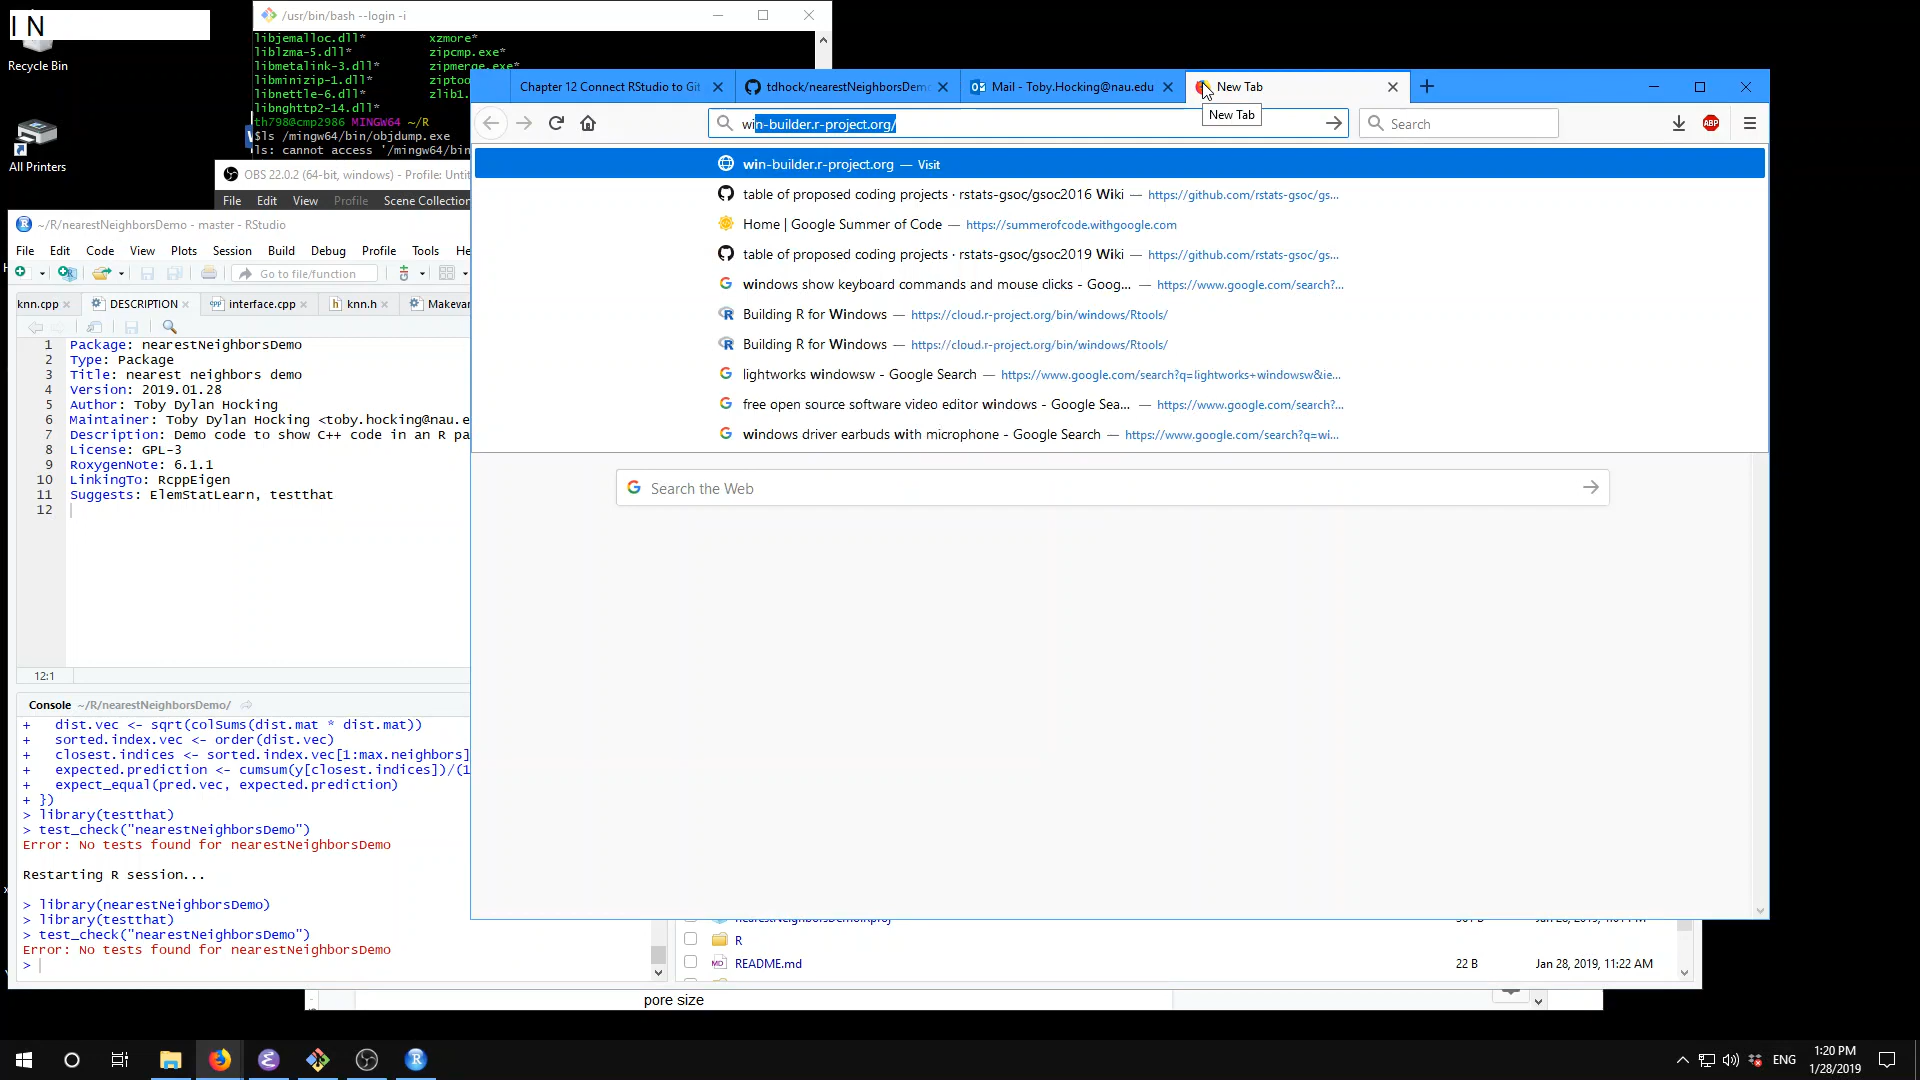 I N
Recycle Bin
All Printers
/usr/bin/bash --login -i
libjemalloc.dll* xzmore*
liblzma-5.dll* zipcmp.exe*
libmetalink-3.dll* zipmerge.exe*
libminizip-1.dll* ziptoo
libnettle-6.dll* zlib1.
libnghttp2-14.dll*
th798@cmp2986 MINGW64 ~/R
$ls /mingw64/bin/objdump.exe
ls: cannot access '/mingw64/bin
OBS 22.0.2 (64-bit, windows) - Profile: Untit
File Edit View Profile Scene Collection
~/R/nearestNeighborsDemo - master - RStudio
File Edit Code View Plots Session Build Debug Profile Tools He
Go to file/function
knn.cpp DESCRIPTION interface.cpp knn.h Makevar
1 Package: nearestNeighborsDemo
2 Type: Package
3 Title: nearest neighbors demo
4 Version: 2019.01.28
5 Author: Toby Dylan Hocking
6 Maintainer: Toby Dylan Hocking <toby.hocking@nau.e
7 Description: Demo code to show C++ code in an R pa
8 License: GPL-3
9 RoxygenNote: 6.1.1
10 LinkingTo: RcppEigen
11 Suggests: ElemStatLearn, testthat
12
12:1
Console ~/R/nearestNeighborsDemo/
+ dist.vec <- sqrt(colSums(dist.mat * dist.mat))
+ sorted.index.vec <- order(dist.vec)
+ closest.indices <- sorted.index.vec[1:max.neighbors]
+ expected.prediction <- cumsum(y[closest.indices])/(1
+ expect_equal(pred.vec, expected.prediction)
+ })
> library(testthat)
> test_check("nearestNeighborsDemo")
Error: No tests found for nearestNeighborsDemo
Restarting R session...
> library(nearestNeighborsDemo)
> library(testthat)
> test_check("nearestNeighborsDemo")
Error: No tests found for nearestNeighborsDemo
>
Chapter 12 Connect RStudio to Git tdhock/nearestNeighborsDemo Mail - Toby.Hocking@nau.edu New Tab
New Tab
win-builder.r-project.org/
Search
win-builder.r-project.org — Visit
table of proposed coding projects · rstats-gsoc/gsoc2016 Wiki — https://github.com/rstats-gsoc/gs...
Home | Google Summer of Code — https://summerofcode.withgoogle.com
table of proposed coding projects · rstats-gsoc/gsoc2019 Wiki — https://github.com/rstats-gsoc/gs...
windows show keyboard commands and mouse clicks - Goog... — https://www.google.com/search?...
Building R for Windows — https://cloud.r-project.org/bin/windows/Rtools/
Building R for Windows — https://cloud.r-project.org/bin/windows/Rtools/
lightworks windowsw - Google Search — https://www.google.com/search?q=lightworks+windowsw&ie...
free open source software video editor windows - Google Sea... — https://www.google.com/search?...
windows driver earbuds with microphone - Google Search — https://www.google.com/search?q=wi...
Search the Web
R
README.md 22 B Jan 28, 2019, 11:22 AM
pore size
ENG
1:20 PM
1/28/2019